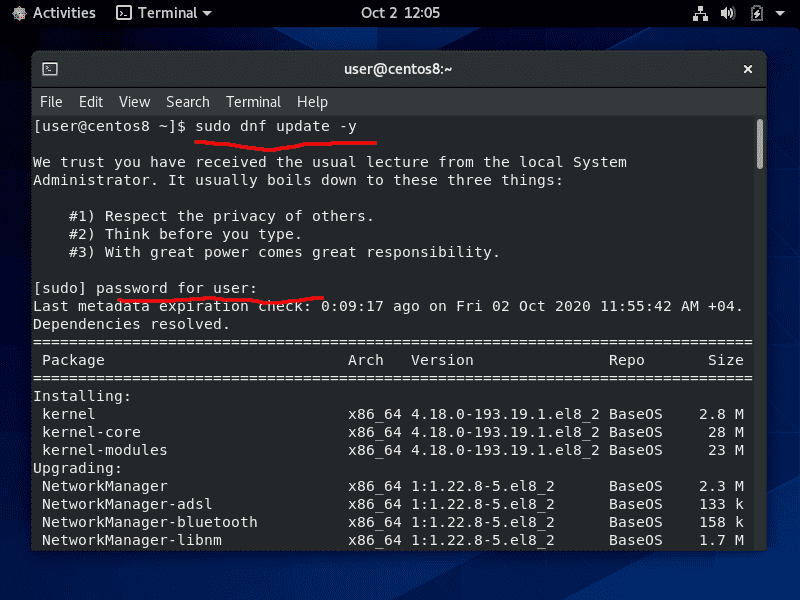 Activities Terminal Oct 2 12:05
user@centos8:~
File Edit View Search Terminal Help
[user@centos8 ~]$ sudo dnf update -y
We trust you have received the usual lecture from the local System
Administrator. It usually boils down to these three things:
#1) Respect the privacy of others.
#2) Think before you type.
#3) With great power comes great responsibility.
[sudo] password for user:
Last metadata expiration check: 0:09:17 ago on Fri 02 Oct 2020 11:55:42 AM +04.
Dependencies resolved.
================================================================================
Package Arch Version Repo Size
================================================================================
Installing:
kernel x86_64 4.18.0-193.19.1.el8_2 BaseOS 2.8 M
kernel-core x86_64 4.18.0-193.19.1.el8_2 BaseOS 28 M
kernel-modules x86_64 4.18.0-193.19.1.el8_2 BaseOS 23 M
Upgrading:
NetworkManager x86_64 1:1.22.8-5.el8_2 BaseOS 2.3 M
NetworkManager-adsl x86_64 1:1.22.8-5.el8_2 BaseOS 133 k
NetworkManager-bluetooth x86_64 1:1.22.8-5.el8_2 BaseOS 158 k
NetworkManager-libnm x86_64 1:1.22.8-5.el8_2 BaseOS 1.7 M